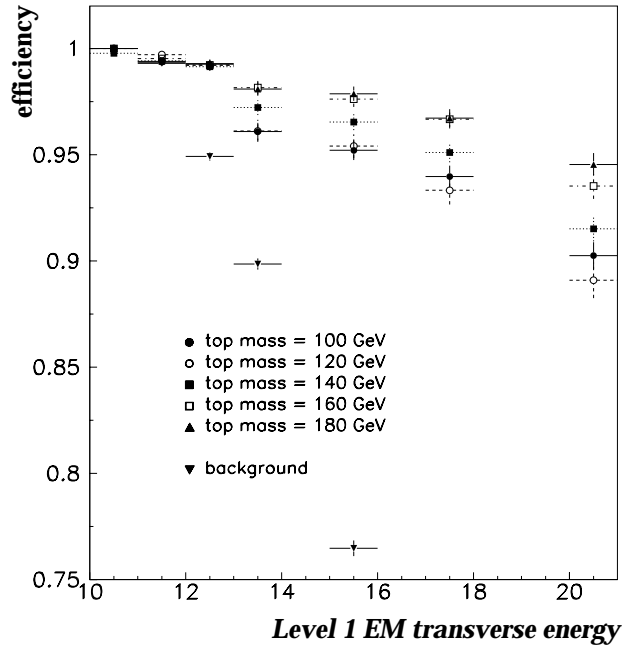 efficiency
1
0.95
0.9
0.85
0.8
0.75
top mass = 100 GeV
top mass = 120 GeV
top mass = 140 GeV
top mass = 160 GeV
top mass = 180 GeV
background
10 12 14 16 18 20
Level 1 EM transverse energy